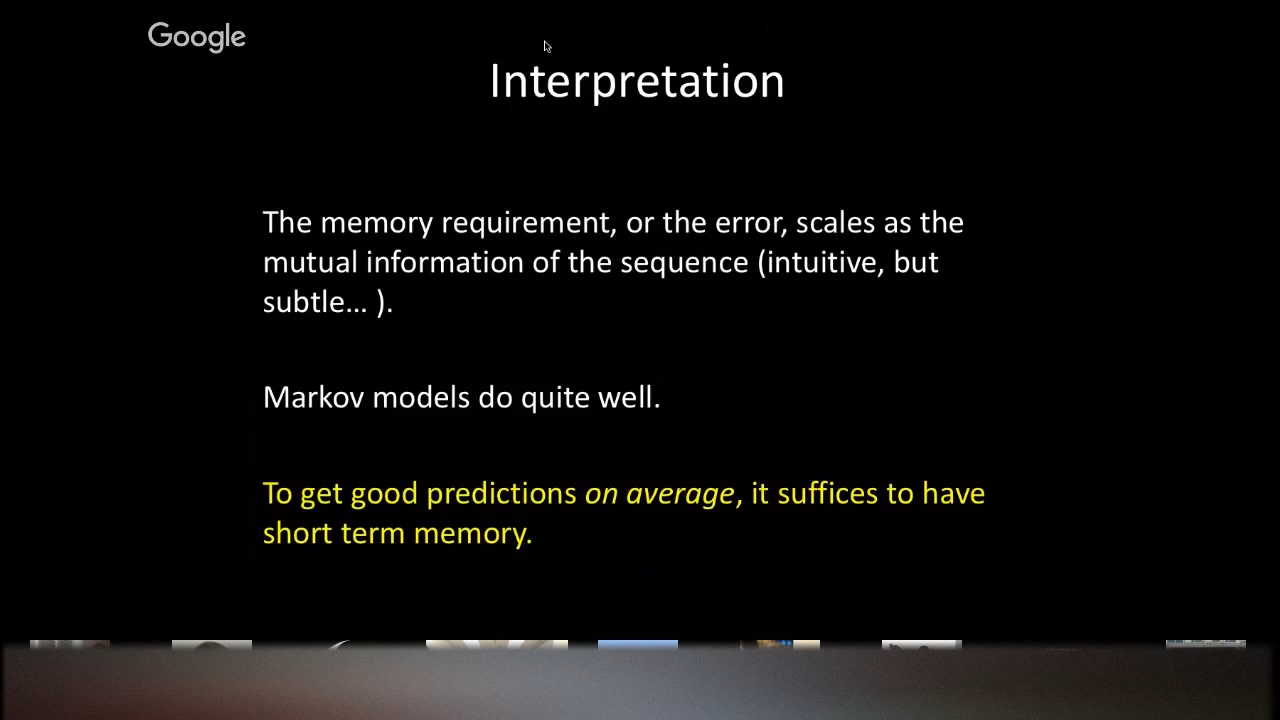 Google
Interpretation
The memory requirement, or the error, scales as the
mutual information of the sequence (intuitive, but
subtle... ).
Markov models do quite well.
To get good predictions on average, it suffices to have
short term memory.